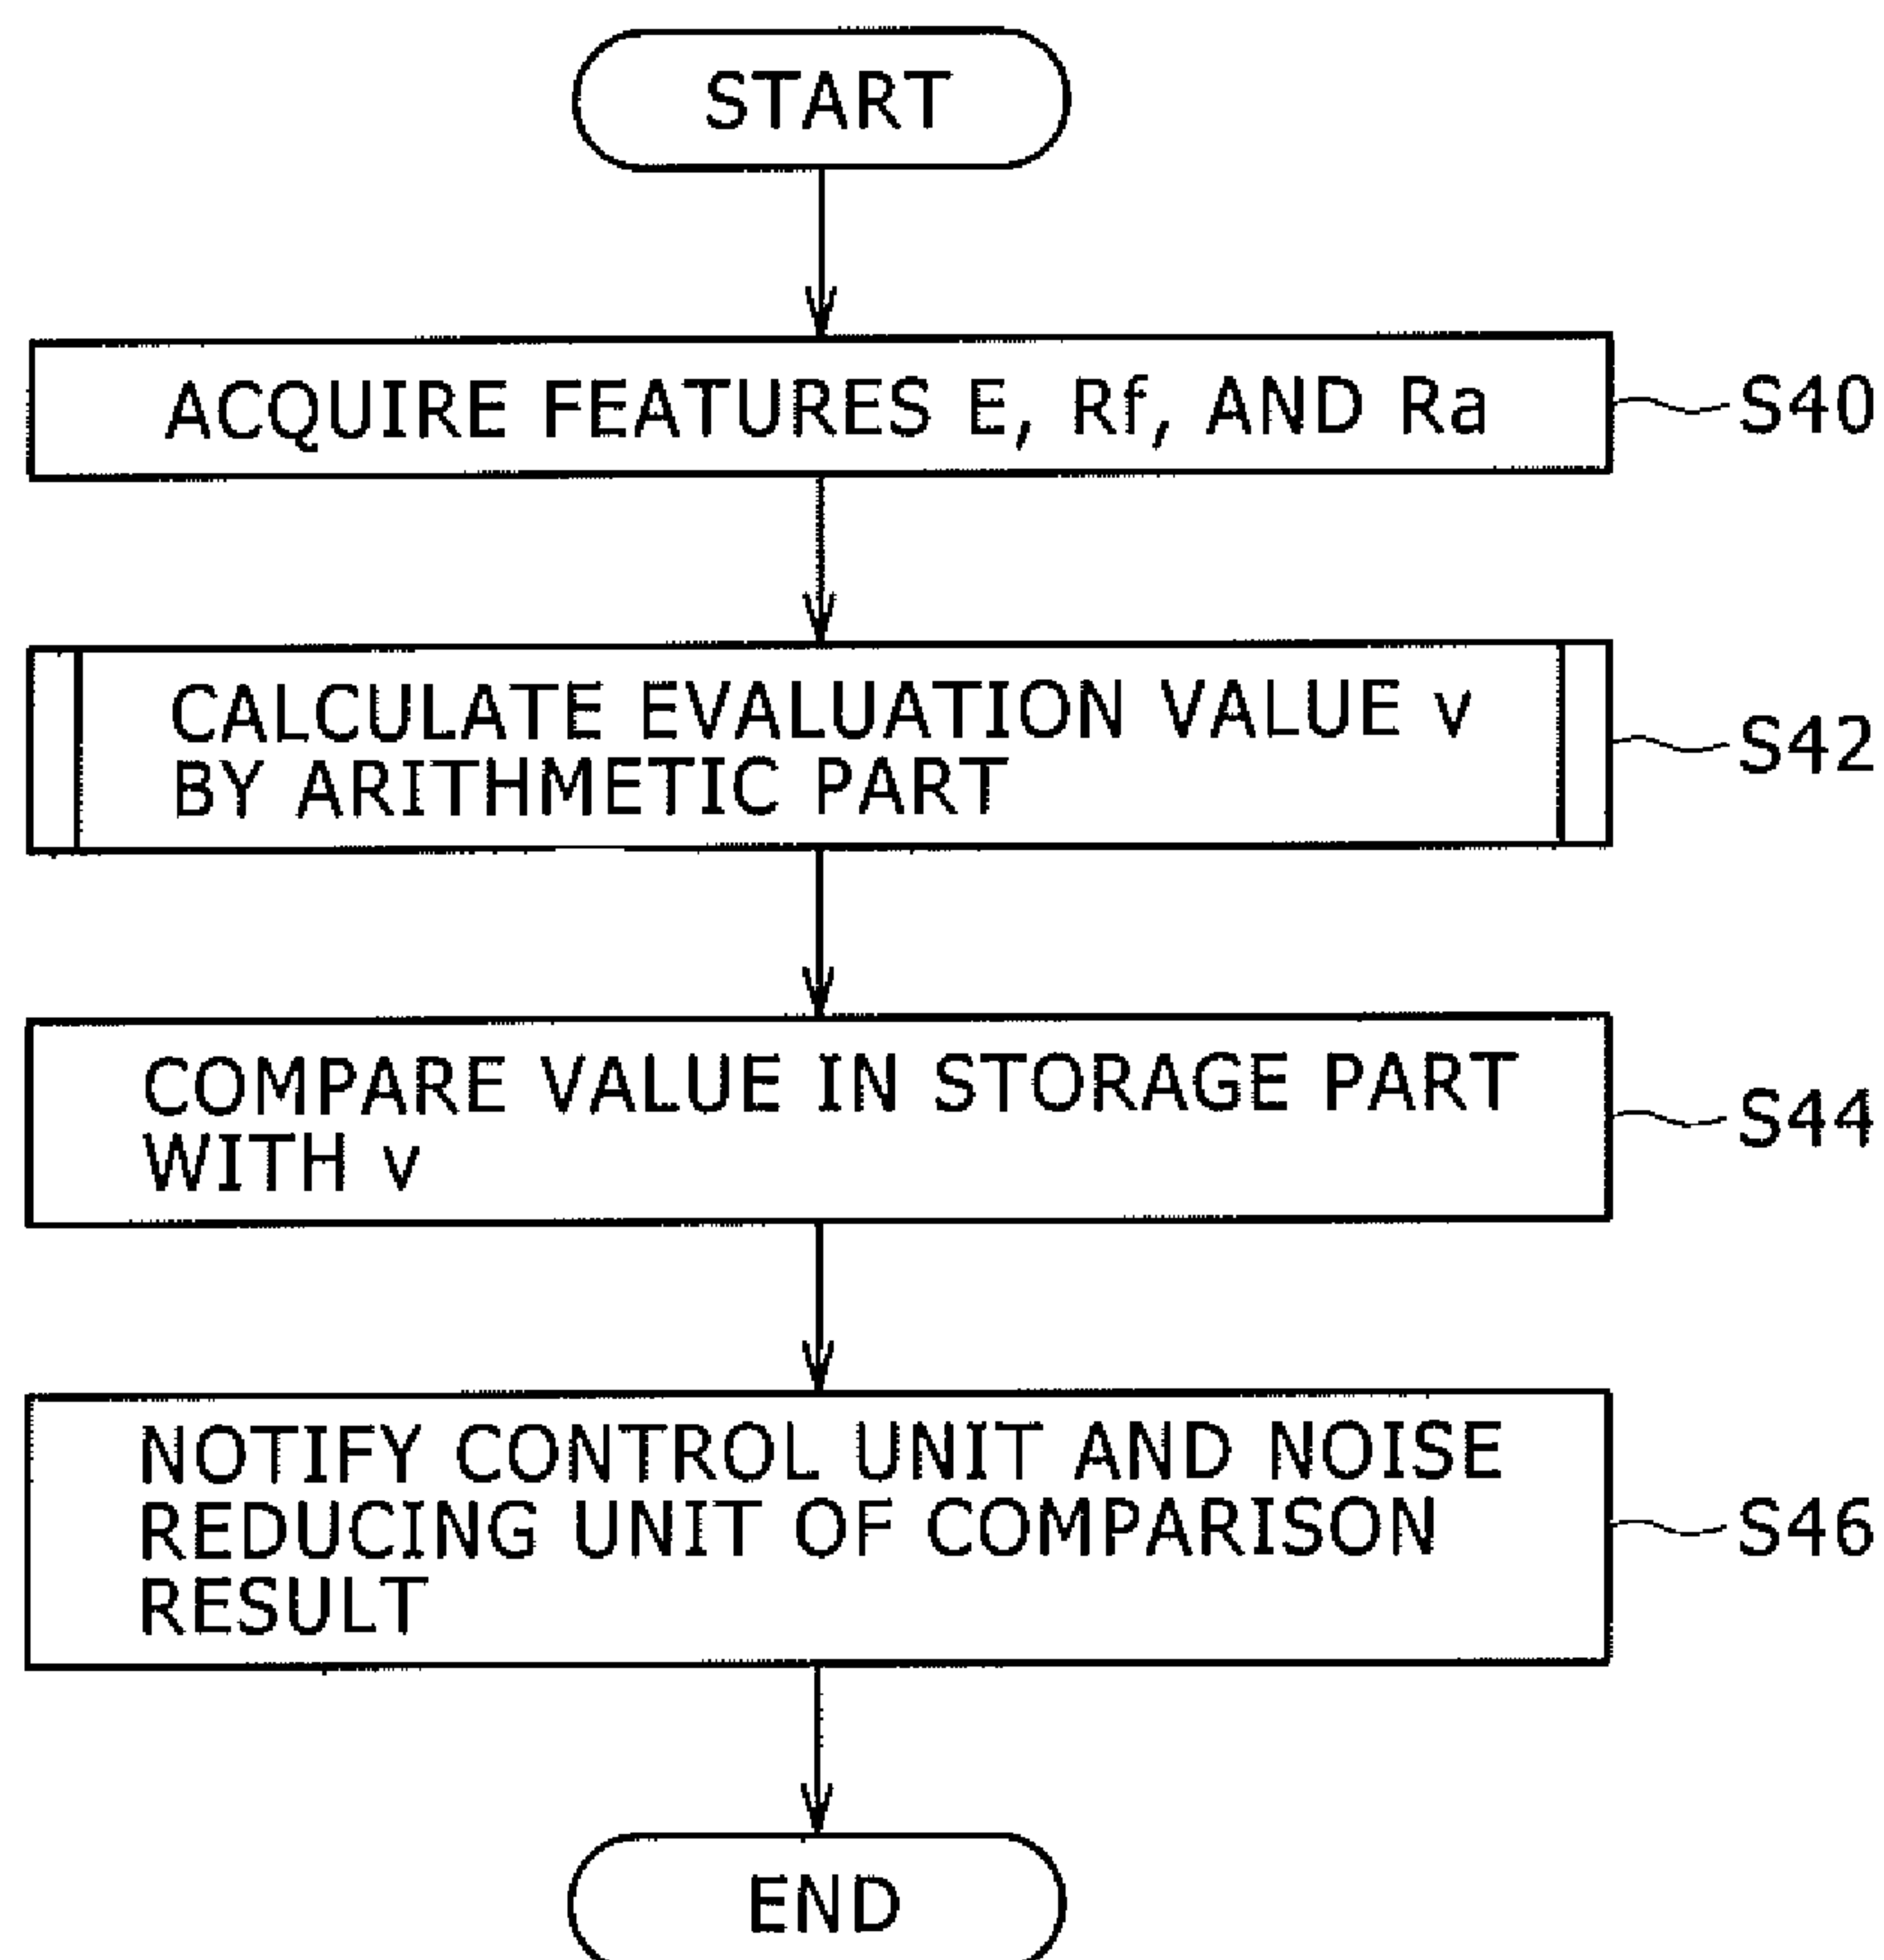 START
ACQUIRE FEATURES E, Rf, AND Ra
S40
CALCULATE EVALUATION VALUE v
BY ARITHMETIC PART
S42
COMPARE VALUE IN STORAGE PART
WITH v
S44
NOTIFY CONTROL UNIT AND NOISE
REDUCING UNIT OF COMPARISON
RESULT
S46
END